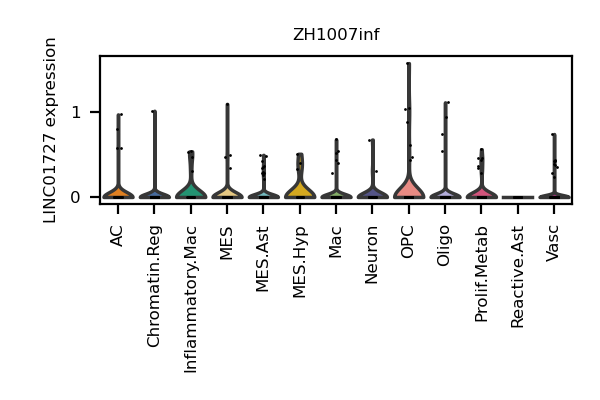 ZH1007inf
LINC01727 expression
1
0
AC
Chromatin.Reg
Inflammatory.Mac
MES
MES.Ast
MES.Hyp
Mac
Neuron
OPC
Oligo
Prolif.Metab
Reactive.Ast
Vasc